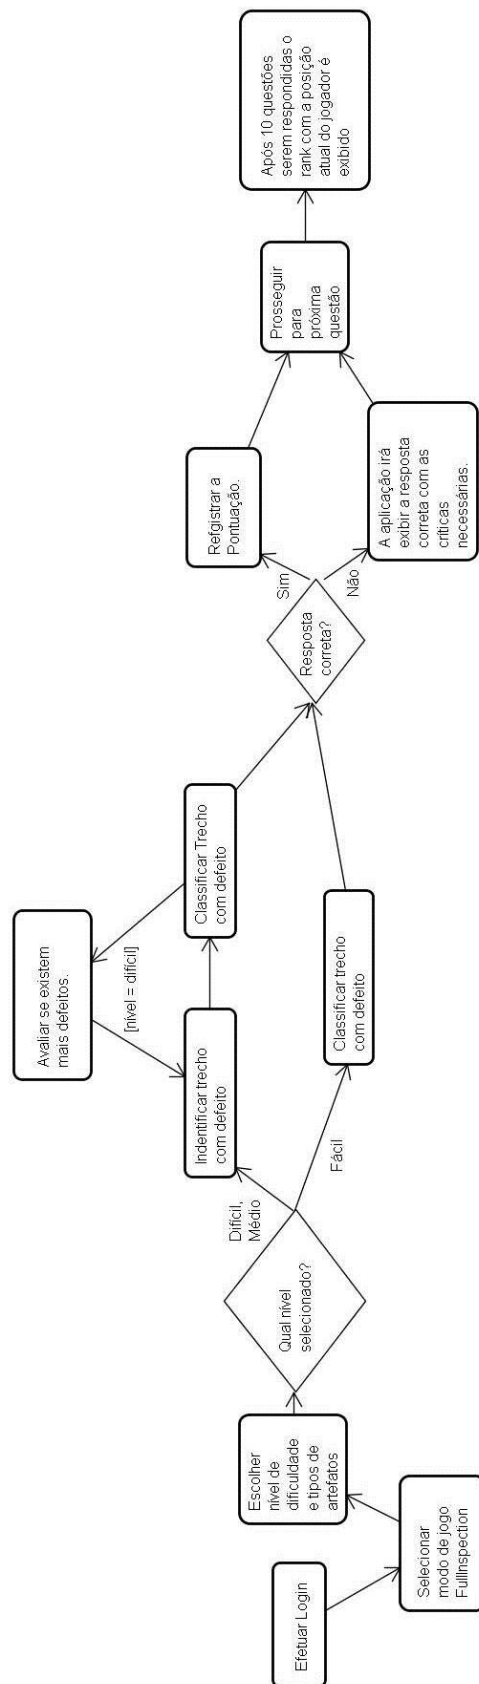 Efetuar Login
Selecionar
modo de jogo
FullInspection
Escolher
nível de
dificuldade
e tipos de
artefatos
Qual nível
selecionado?
Difícil,
Médio
Fácil
Indentificar trecho
com defeito
Classificar Trecho
com defeito
Avaliar se existem
mais defeitos.
[nível = difícil]
Classificar trecho
com defeito
Resposta
correta?
Sim
Não
Refgistrar a
Pontuação.
A aplicação irá
exibir a resposta
correta com as
críticas
necessárias.
Prosseguir
para
próxima
questão
Após 10 questões
serem respondidas o
rank com a posição
atual do jogador é
exibido